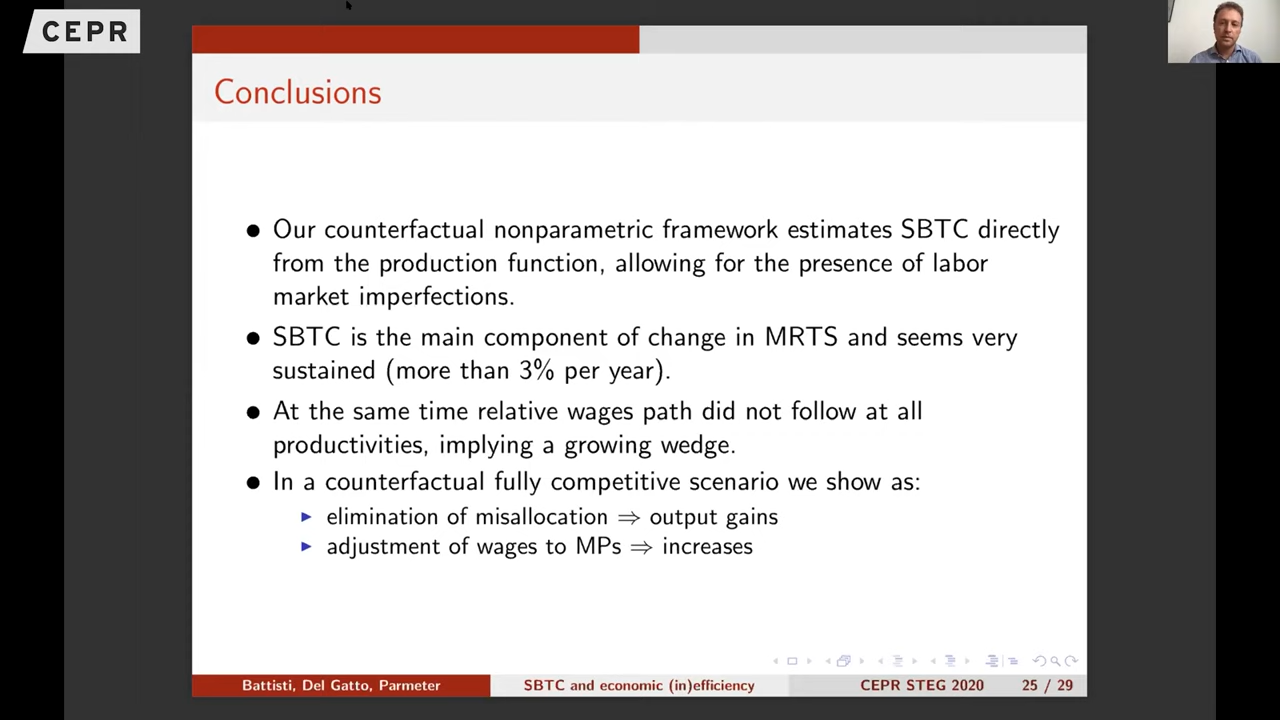 CEPR
Conclusions
● Our counterfactual nonparametric framework estimates SBTC directly
from the production function, allowing for the presence of labor
market imperfections.
● SBTC is the main component of change in MRTS and seems very
sustained (more than 3% per year).
● At the same time relative wages path did not follow at all
productivities, implying a growing wedge.
● In a counterfactual fully competitive scenario we show as:
▶ elimination of misallocation ⇒ output gains
▶ adjustment of wages to MPs ⇒ increases
Battisti, Del Gatto, Parmeter SBTC and economic (in)efficiency CEPR STEG 2020 25 / 29